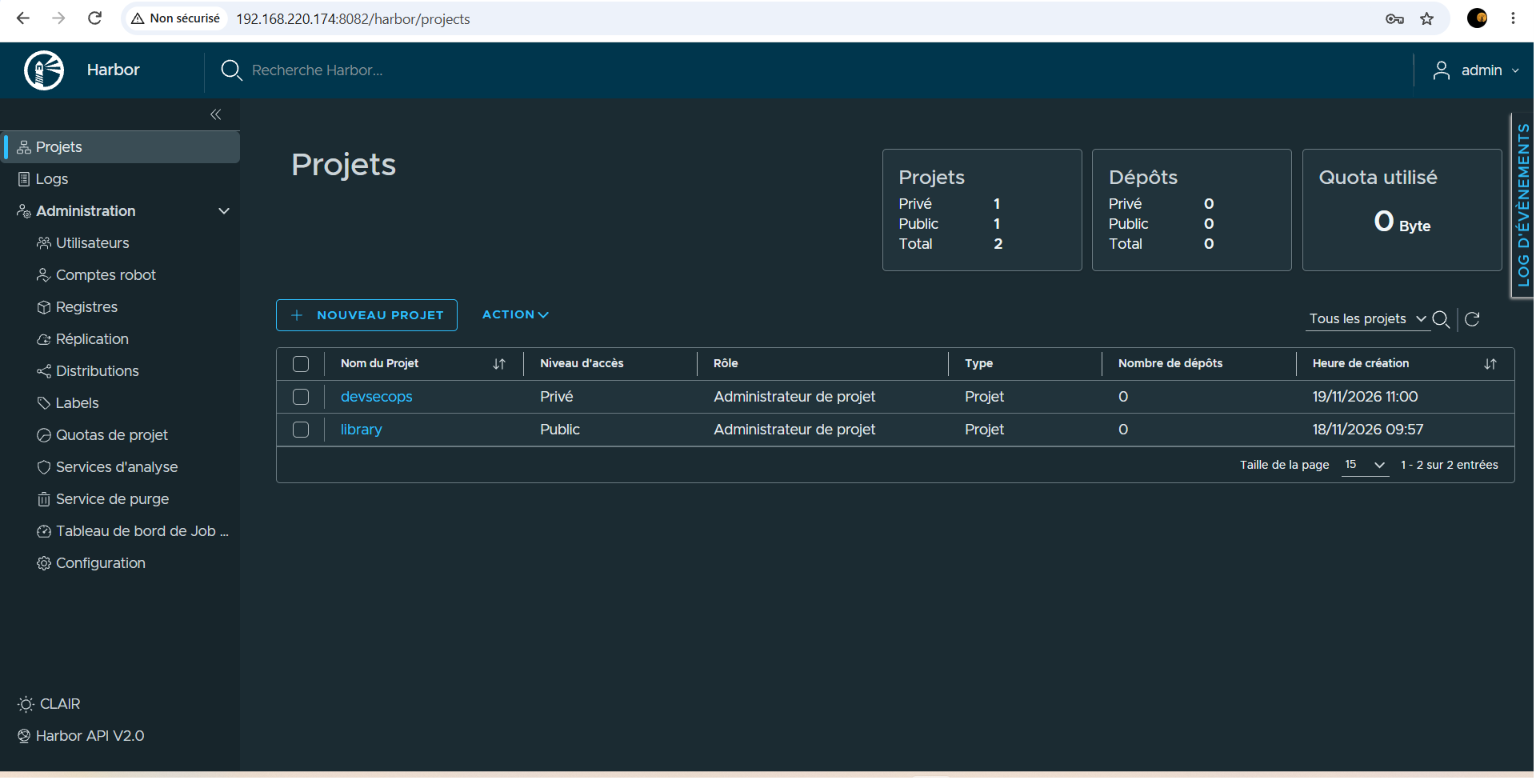 Non sécurisé 192.168.220.174:8082/harbor/projects
Harbor
Recherche Harbor...
admin
Projets
Logs
Administration
Utilisateurs
Comptes robot
Registres
Réplication
Distributions
Labels
Quotas de projet
Services d'analyse
Service de purge
Tableau de bord de Job ...
Configuration
CLAIR
Harbor API V2.0
Projets
Projets
Privé 1
Public 1
Total 2
Dépôts
Privé 0
Public 0
Total 0
Quota utilisé
0 Byte
LOG D'ÉVÈNEMENTS
NOUVEAU PROJET ACTION
Tous les projets
Nom du Projet Niveau d'accès Rôle Type Nombre de dépôts Heure de création
devsecops Privé Administrateur de projet Projet 0 19/11/2026 11:00
library Public Administrateur de projet Projet 0 18/11/2026 09:57
Taille de la page 15 1 - 2 sur 2 entrées